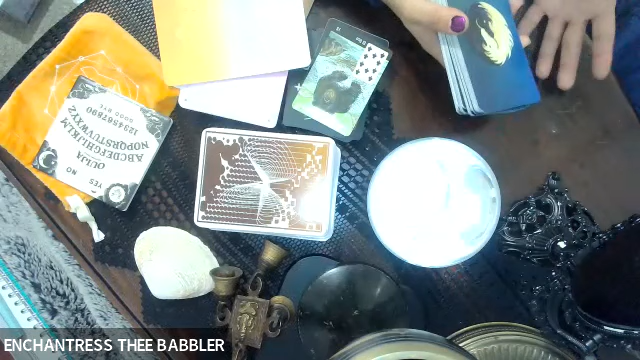 GOOD BYE
1234567890
NOPQRSTUVWXYZ
ABCDEFGHIJKLM
OUIJA
YES
NO
ENCHANTRESS THEE BABBLER